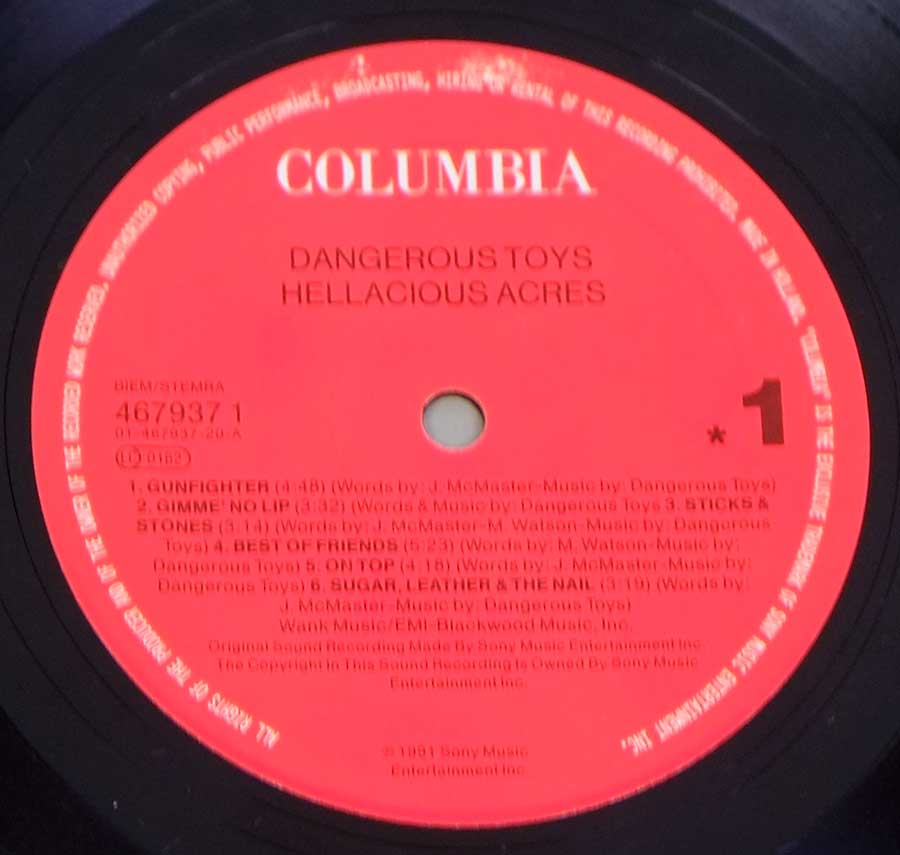 ALL RIGHTS OF THE PRODUCER AND OF THE OWNER OF THE RECORDED WORK RESERVED. UNAUTHORIZED COPYING, PUBLIC PERFORMANCE, BROADCASTING, HIRING OR RENTAL OF THIS RECORDING PROHIBITED. MADE IN HOLLAND. "COLUMBIA" IS THE EXCLUSIVE TRADEMARK OF SONY MUSIC ENTERTAINMENT INC.
COLUMBIA
DANGEROUS TOYS
HELLACIOUS ACRES
BIEM/STEMRA
467937 1
01-467937-20-A
LC 0162
* 1
1. GUNFIGHTER (4:48) (Words by: J. McMaster-Music by: Dangerous Toys)
2. GIMME' NO LIP (3:32) (Words & Music by: Dangerous Toys 3. STICKS &
STONES (3.14) (Words by: J. McMaster-M. Watson-Music by: Dangerous
Toys) 4. BEST OF FRIENDS (5:23) (Words by: M. Watson-Music by:
Dangerous Toys) 5. ON TOP (4.18) (Words by: J. McMaster-Music by:
Dangerous Toys) 6. SUGAR, LEATHER & THE NAIL (3:19) (Words by:
J. McMaster-Music by: Dangerous Toys)
Wank Music/EMI-Blackwood Music, Inc.
Original Sound Recording Made By Sony Music Entertainment Inc.
The Copyright In This Sound Recording Is Owned By Sony Music
Entertainment Inc.
℗ 1991 Sony Music
Entertainment Inc.